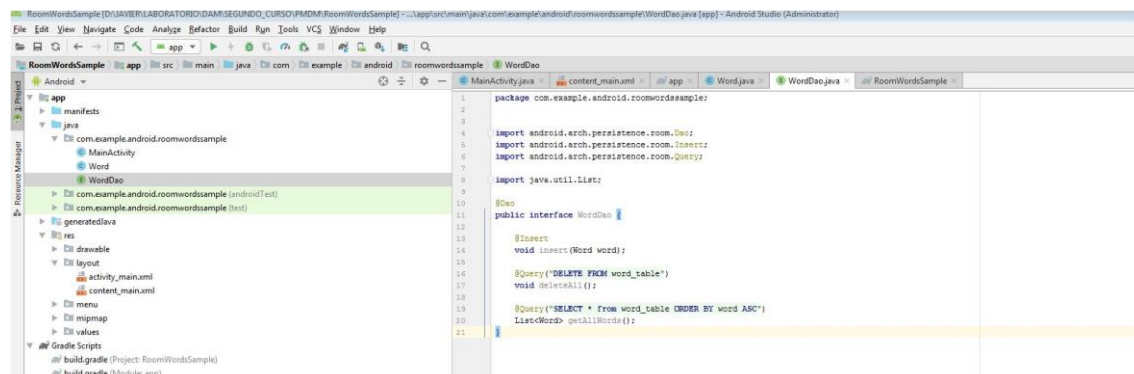 RoomWordsSample [D:\JAVIER\LABORATORIO\DAM\SEGUNDO_CURSO\PMDM\RoomWordsSample] - ...\app\src\main\java\com\example\android\roomwordssample\WordDao.java [app] - Android Studio (Administrator)
File Edit View Navigate Code Analyze Refactor Build Run Tools VCS Window Help
app
RoomWordsSample app src main java com example android roomwordssample WordDao
Android
MainActivity.java content_main.xml app Word.java WordDao.java RoomWordsSample
1: Project
Resource Manager
app
manifests
java
com.example.android.roomwordssample
MainActivity
Word
WordDao
com.example.android.roomwordssample (androidTest)
com.example.android.roomwordssample (test)
generatedJava
res
drawable
layout
activity_main.xml
content_main.xml
menu
mipmap
values
Gradle Scripts
build.gradle (Project: RoomWordsSample)
build.gradle (Module: app)
1 package com.example.android.roomwordssample;
2
3
4 import android.arch.persistence.room.Dao;
5 import android.arch.persistence.room.Insert;
6 import android.arch.persistence.room.Query;
7
8 import java.util.List;
9
10 @Dao
11 public interface WordDao {
12
13 @Insert
14 void insert(Word word);
15
16 @Query("DELETE FROM word_table")
17 void deleteAll();
18
19 @Query("SELECT * from word_table ORDER BY word ASC")
20 List<Word> getAllWords();
21 }